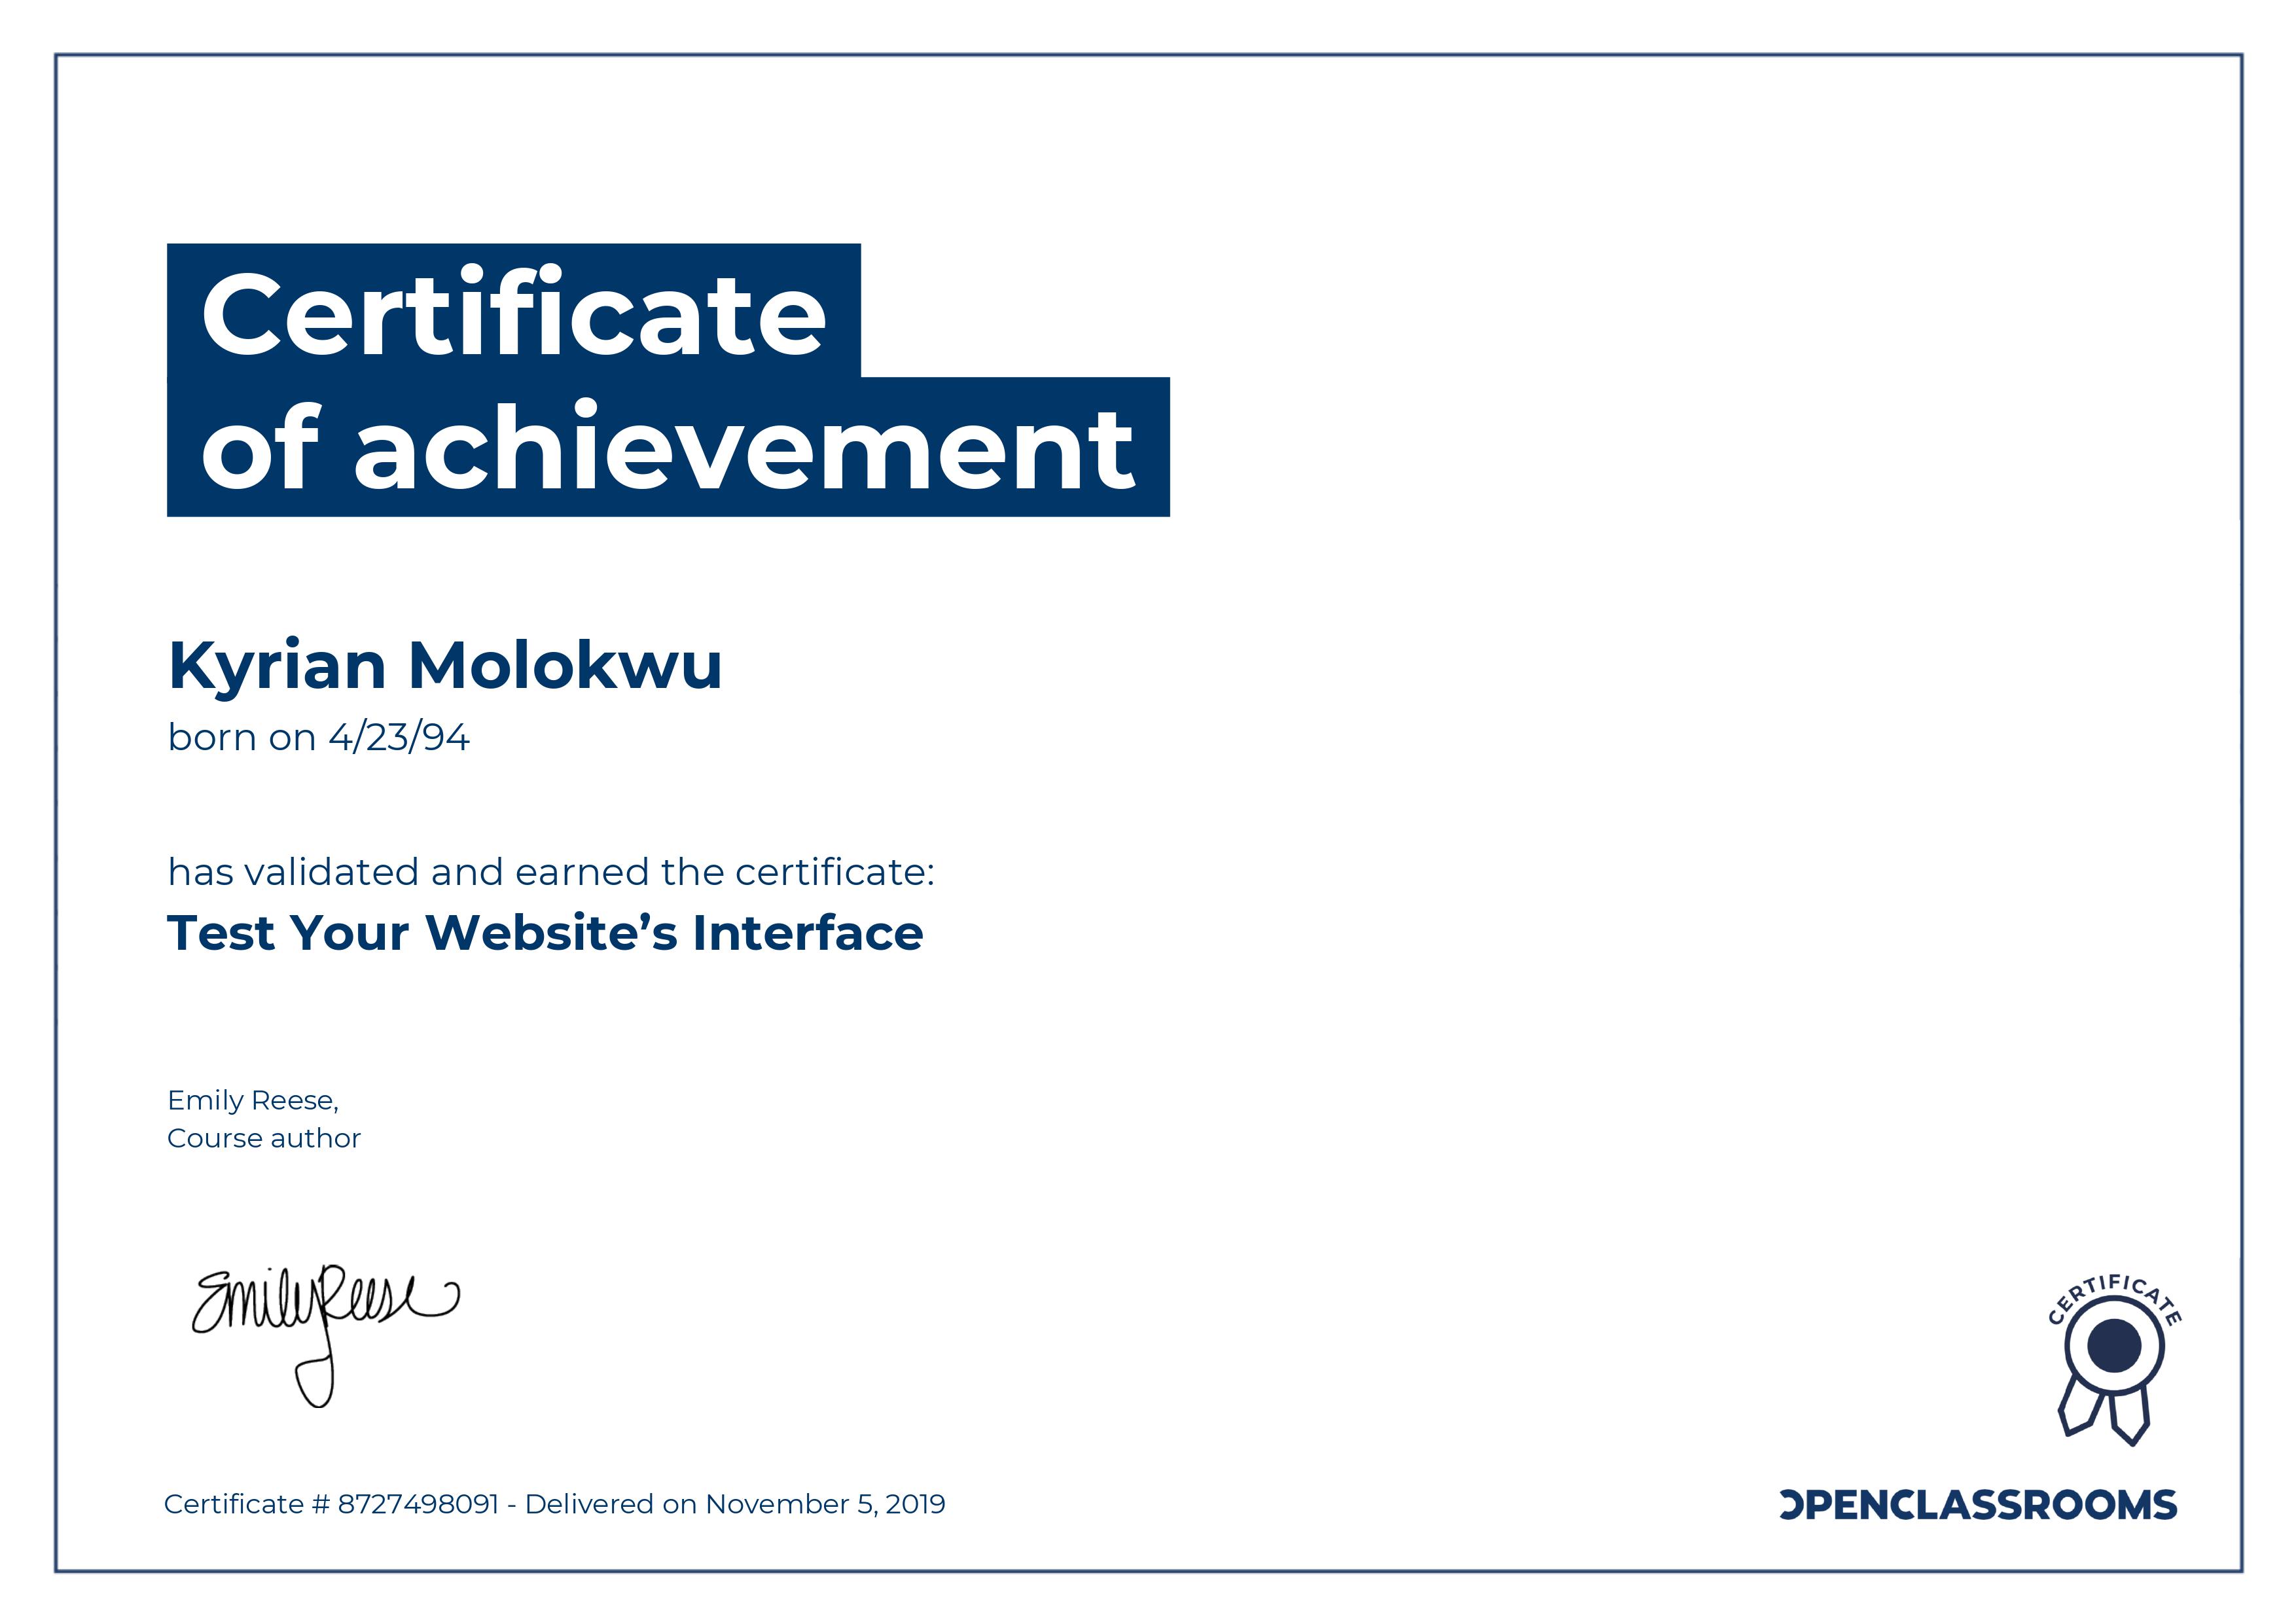 Certificate
of achievement
Kyrian Molokwu
born on 4/23/94
has validated and earned the certificate:
Test Your Website’s Interface
Emily Reese,
Course author
Emily Reese
CERTIFICATE
Certificate # 8727498091 - Delivered on November 5, 2019
OPENCLASSROOMS